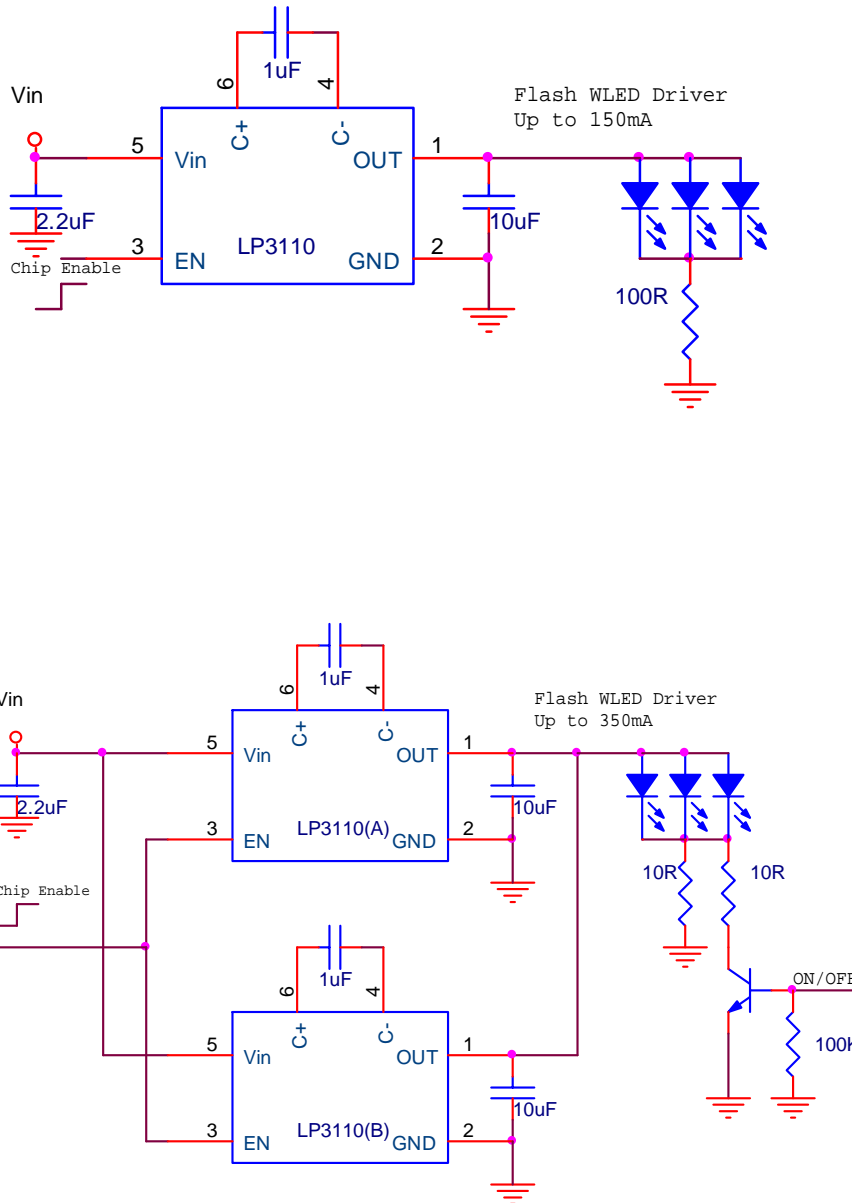 1uF
6
4
Vin
Flash WLED Driver
Up to 150mA
C+
C-
5
Vin
OUT
1
2.2uF
10uF
3
EN
LP3110
GND
2
Chip Enable
100R
1uF
6
4
Vin
Flash WLED Driver
Up to 350mA
C+
C-
5
Vin
OUT
1
2.2uF
10uF
3
EN
LP3110(A)
GND
2
10R
10R
Chip Enable
1uF
6
4
ON/OFF
C+
C-
5
Vin
OUT
1
100K
10uF
3
EN
LP3110(B)
GND
2